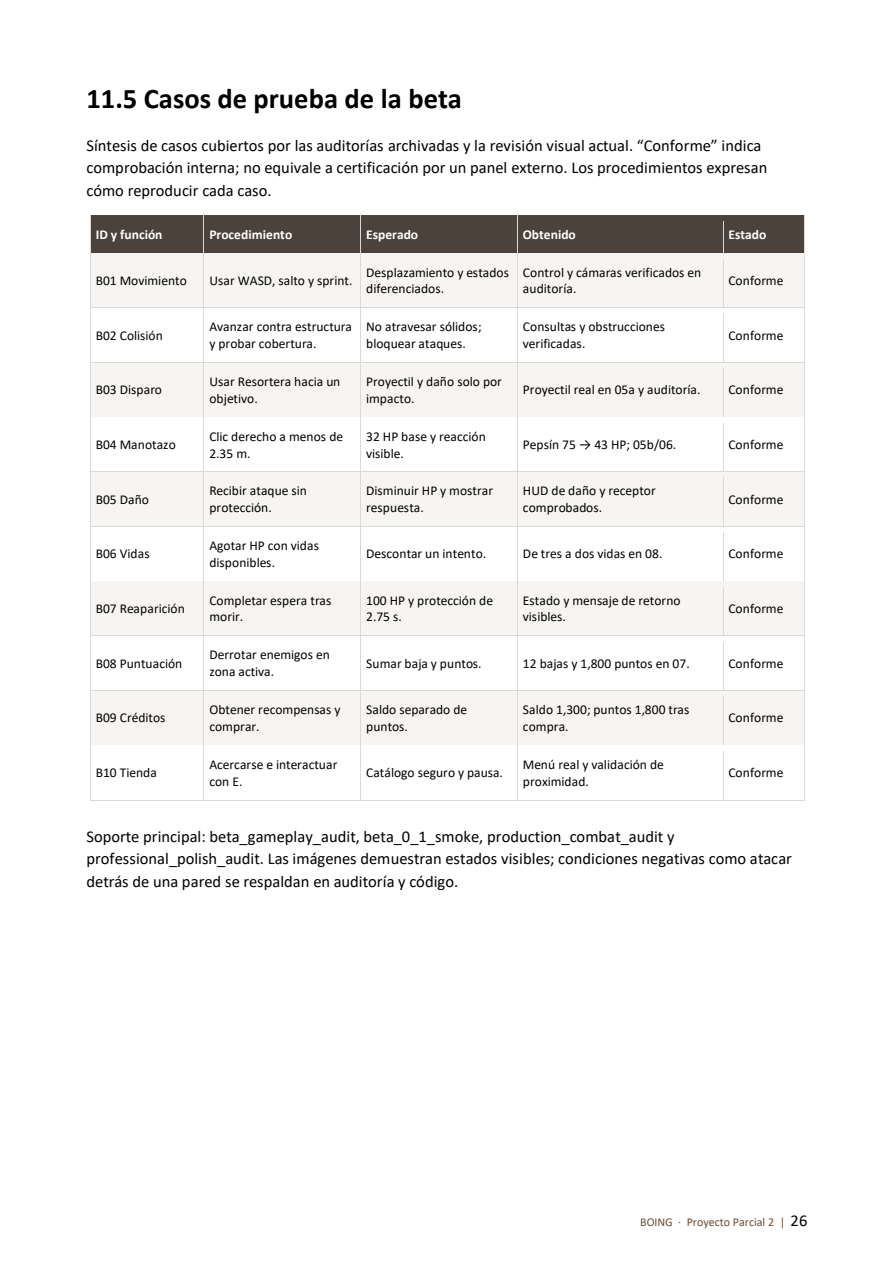 11.5 Casos de prueba de la beta
Síntesis de casos cubiertos por las auditorías archivadas y la revisión visual actual. “Conforme” indica
comprobación interna; no equivale a certificación por un panel externo. Los procedimientos expresan
cómo reproducir cada caso.
ID y función Procedimiento Esperado Obtenido Estado
B01 Movimiento Usar WASD, salto y sprint. Desplazamiento y estados diferenciados. Control y cámaras verificados en auditoría. Conforme
B02 Colisión Avanzar contra estructura y probar cobertura. No atravesar sólidos; bloquear ataques. Consultas y obstrucciones verificadas. Conforme
B03 Disparo Usar Resortera hacia un objetivo. Proyectil y daño solo por impacto. Proyectil real en 05a y auditoría. Conforme
B04 Manotazo Clic derecho a menos de 2.35 m. 32 HP base y reacción visible. Pepsín 75 → 43 HP; 05b/06. Conforme
B05 Daño Recibir ataque sin protección. Disminuir HP y mostrar respuesta. HUD de daño y receptor comprobados. Conforme
B06 Vidas Agotar HP con vidas disponibles. Descontar un intento. De tres a dos vidas en 08. Conforme
B07 Reaparición Completar espera tras morir. 100 HP y protección de 2.75 s. Estado y mensaje de retorno visibles. Conforme
B08 Puntuación Derrotar enemigos en zona activa. Sumar baja y puntos. 12 bajas y 1,800 puntos en 07. Conforme
B09 Créditos Obtener recompensas y comprar. Saldo separado de puntos. Saldo 1,300; puntos 1,800 tras compra. Conforme
B10 Tienda Acercarse e interactuar con E. Catálogo seguro y pausa. Menú real y validación de proximidad. Conforme
Soporte principal: beta_gameplay_audit, beta_0_1_smoke, production_combat_audit y
professional_polish_audit. Las imágenes demuestran estados visibles; condiciones negativas como atacar
detrás de una pared se respaldan en auditoría y código.
BOING · Proyecto Parcial 2 | 26